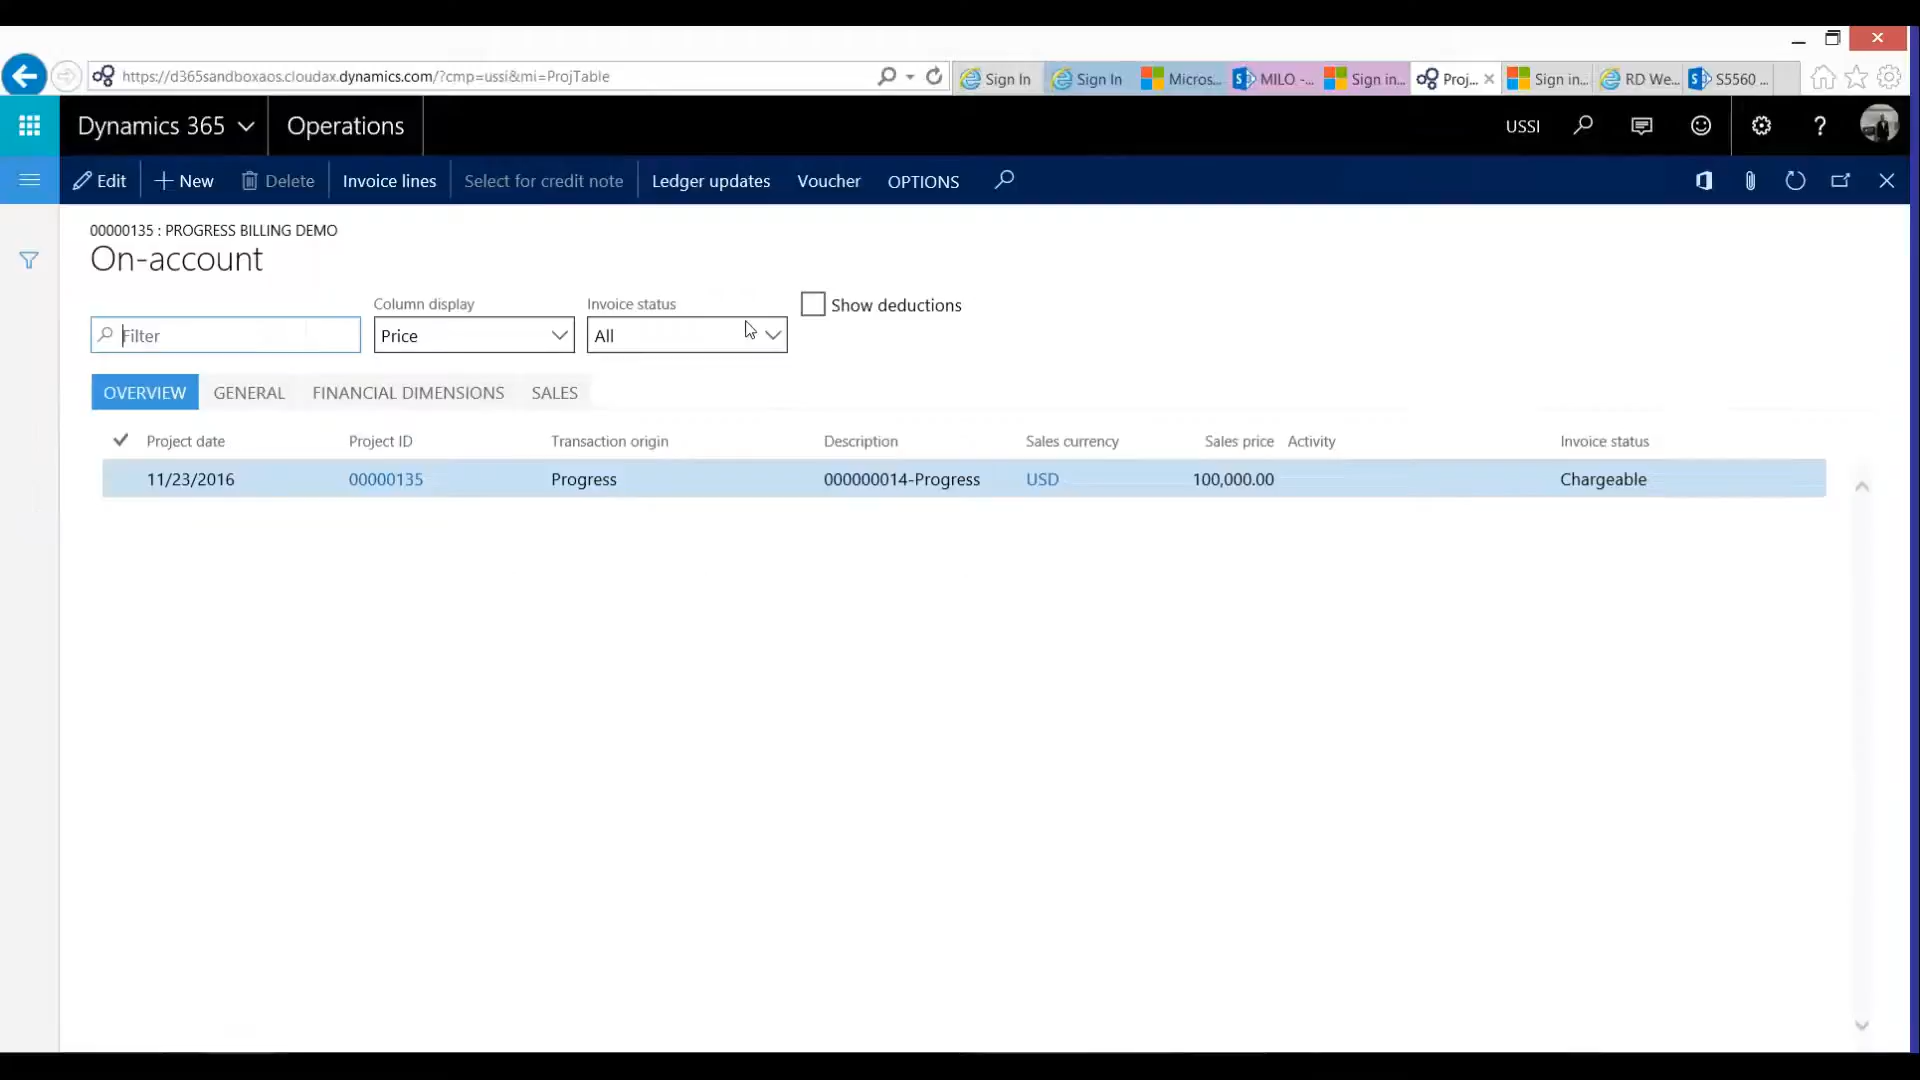 https://d365sandboxaos.cloudax.dynamics.com/?cmp=ussi&mi=ProjTable
Sign In
Sign In
Micros...
MILO -...
Sign in...
Proj...
Sign in...
RD We...
S5560 ...
Dynamics 365
Operations
USSI
?
Edit
New
Delete
Invoice lines
Select for credit note
Ledger updates
Voucher
OPTIONS
00000135 : PROGRESS BILLING DEMO
On-account
Column display
Invoice status
Show deductions
Filter
Price
All
OVERVIEW GENERAL FINANCIAL DIMENSIONS SALES
Project date Project ID Transaction origin Description Sales currency Sales price Activity Invoice status
11/23/2016 00000135 Progress 000000014-Progress USD 100,000.00 Chargeable